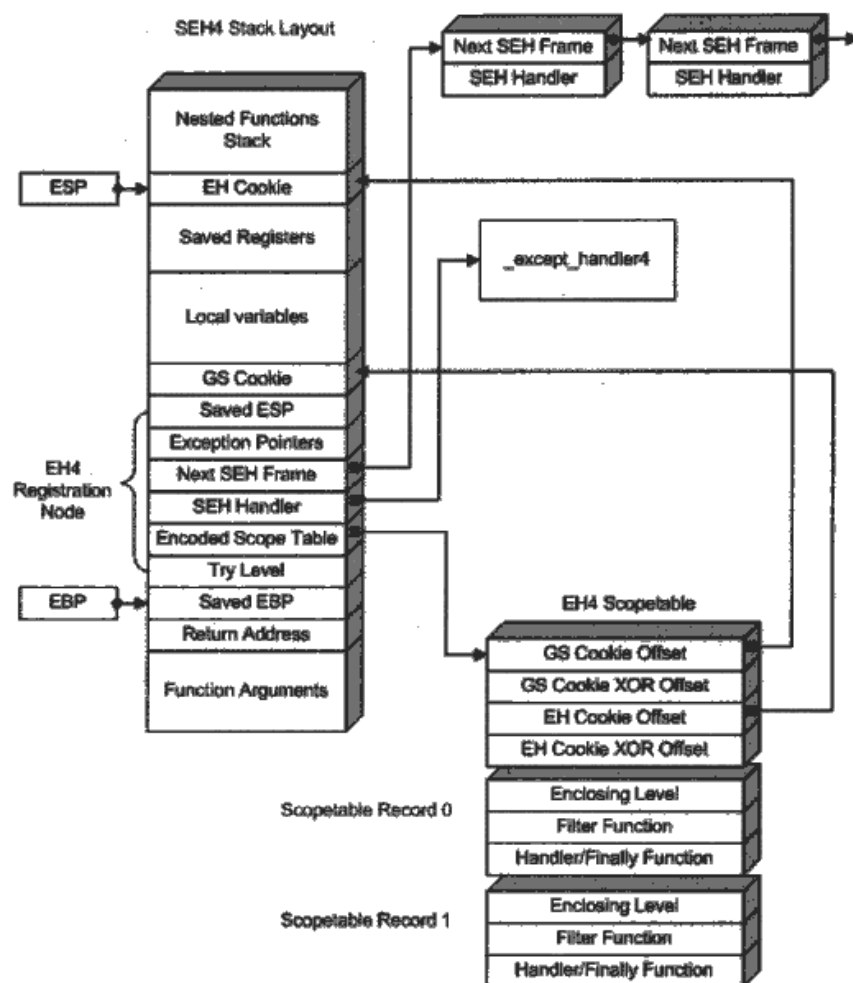 SEH4 Stack Layout
Next SEH Frame
SEH Handler
Next SEH Frame
SEH Handler
Nested Functions
Stack
ESP
EH Cookie
Saved Registers
_except_handler4
Local variables
GS Cookie
Saved ESP
Exception Pointers
EH4
Registration
Node
Next SEH Frame
SEH Handler
Encoded Scope Table
Try Level
EBP
Saved EBP
Return Address
Function Arguments
EH4 Scopetable
GS Cookie Offset
GS Cookie XOR Offset
EH Cookie Offset
EH Cookie XOR Offset
Scopetable Record 0
Enclosing Level
Filter Function
Handler/Finally Function
Scopetable Record 1
Enclosing Level
Filter Function
Handler/Finally Function